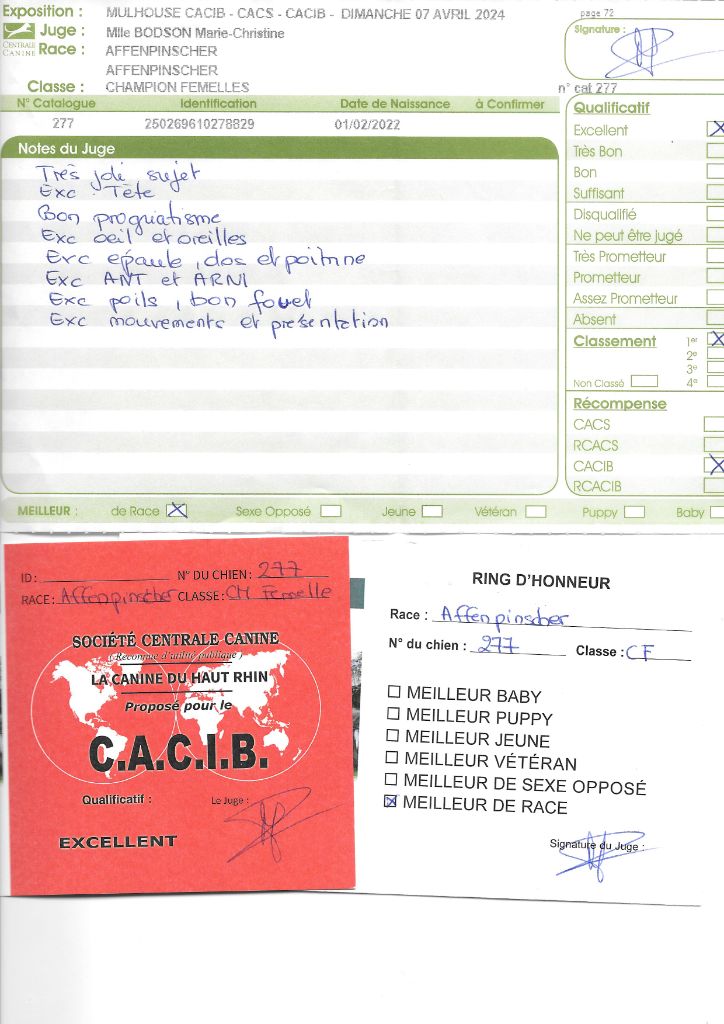 Exposition : MULHOUSE CACIB - CACS - CACIB - DIMANCHE 07 AVRIL 2024
page 72
CENTRALE CANINE
Juge : Mlle BODSON Marie-Christine
Signature :
Race : AFFENPINSCHER
AFFENPINSCHER
Classe : CHAMPION FEMELLES
n° cat 277
N° Catalogue Identification Date de Naissance à Confirmer
277 250269610278829 01/02/2022
Notes du Juge
Très joli sujet
Exc Tête
Bon prognatisme
Exc oeil et oreilles
Exc épaule, dos et poitrine
Exc ANT et ARRI
Exc poils, bon fouet
Exc mouvements et présentation
Qualificatif
Excellent X
Très Bon
Bon
Suffisant
Disqualifié
Ne peut être jugé
Très Prometteur
Prometteur
Assez Prometteur
Absent
Classement 1er X
2e
3e
Non Classé 4e
Récompense
CACS
RCACS
CACIB X
RCACIB
MEILLEUR : de Race X Sexe Opposé Jeune Vétéran Puppy Baby
ID : N° DU CHIEN : 277
RACE : Affenpinscher CLASSE : CH Femelle
SOCIÉTÉ CENTRALE CANINE
(Reconnue d'utilité publique)
LA CANINE DU HAUT RHIN
Proposé pour le
C.A.C.I.B.
Qualificatif : Le Juge :
EXCELLENT
RING D'HONNEUR
Race : Affenpinscher
N° du chien : 277 Classe : CF
MEILLEUR BABY
MEILLEUR PUPPY
MEILLEUR JEUNE
MEILLEUR VÉTÉRAN
MEILLEUR DE SEXE OPPOSÉ
X MEILLEUR DE RACE
Signature du Juge :